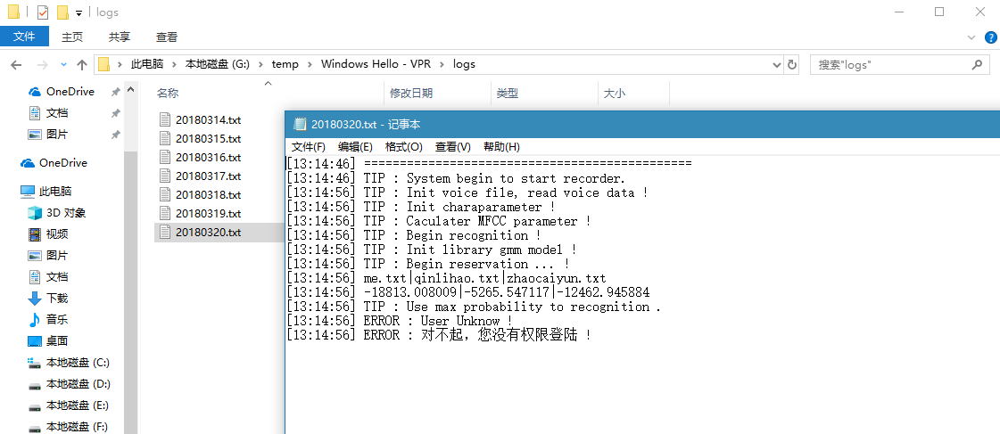 logs
文件 主页 共享 查看
此电脑 本地磁盘 (G:) temp Windows Hello - VPR logs
搜索"logs"
OneDrive
文档
图片
OneDrive
此电脑
3D 对象
视频
图片
文档
下载
音乐
桌面
本地磁盘 (C:)
本地磁盘 (D:)
本地磁盘 (E:)
本地磁盘 (F:)
名称 修改日期 类型 大小
20180314.txt
20180315.txt
20180316.txt
20180317.txt
20180318.txt
20180319.txt
20180320.txt
20180320.txt - 记事本
文件(F) 编辑(E) 格式(O) 查看(V) 帮助(H)
[13:14:46] ==============================================
[13:14:46] TIP : System begin to start recorder.
[13:14:56] TIP : Init voice file, read voice data !
[13:14:56] TIP : Init charaparameter !
[13:14:56] TIP : Caculater MFCC parameter !
[13:14:56] TIP : Begin recognition !
[13:14:56] TIP : Init library gmm model !
[13:14:56] TIP : Begin reservation ... !
[13:14:56] me.txt|qinlihao.txt|zhaocaiyun.txt
[13:14:56] -18813.008009|-5265.547117|-12462.945884
[13:14:56] TIP : Use max probability to recognition .
[13:14:56] ERROR : User Unknow !
[13:14:56] ERROR : 对不起，您没有权限登陆 !